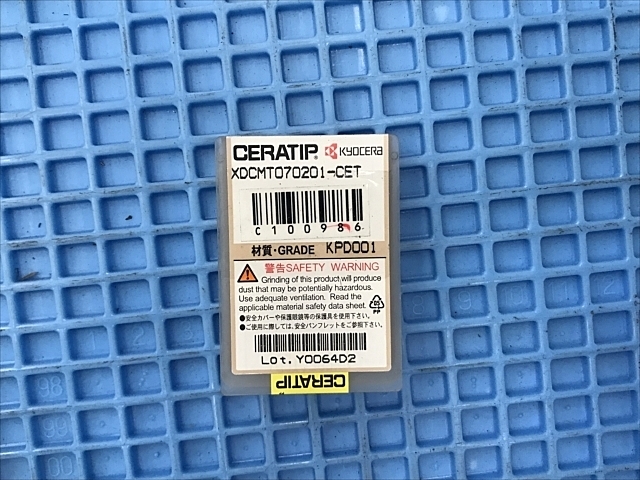 CERATIP® KYOCERA
XDCMT070201-CET
C100986
材質・GRADE KPD001
警告SAFETY WARNING
Grinding of this product,will produce
dust that may be potentially hazardous.
Use adequate ventilation. Read the
applicable material safety data sheet.
PP
●安全カバーや保護眼鏡等の保護具を使用下さい。
●ご使用に際しては、安全パンフレットをご参照下さい。
Lot.Y0064D2
CERATIP